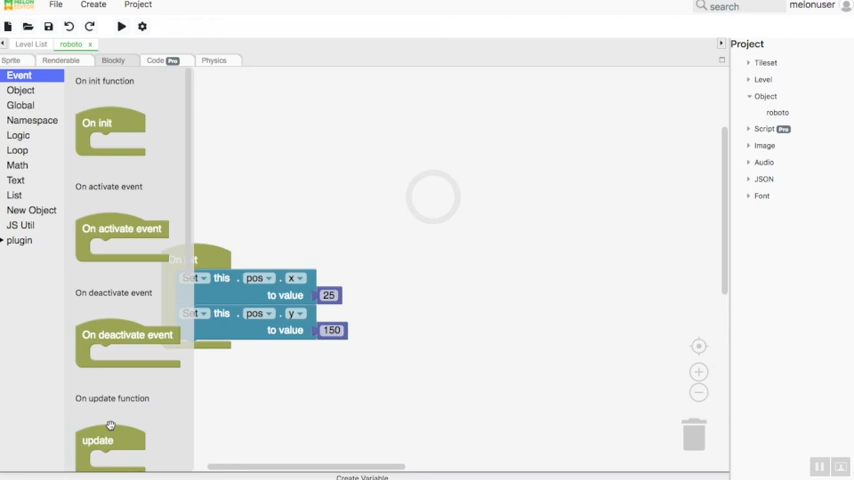 MELON
EDITOR
File
Create
Project
search
melonuser
Level List
roboto x
Project
Sprite
Renderable
Blockly
Code Pro
Physics
Event
Object
Global
Namespace
Logic
Loop
Math
Text
List
New Object
JS Util
plugin
On init function
On init
On activate event
On activate event
On deactivate event
On deactivate event
On update function
update
Set this . pos . x
to value 25
Set this . pos . y
to value 150
Tileset
Level
Object
roboto
Script Pro
Image
Audio
JSON
Font
Create Variable